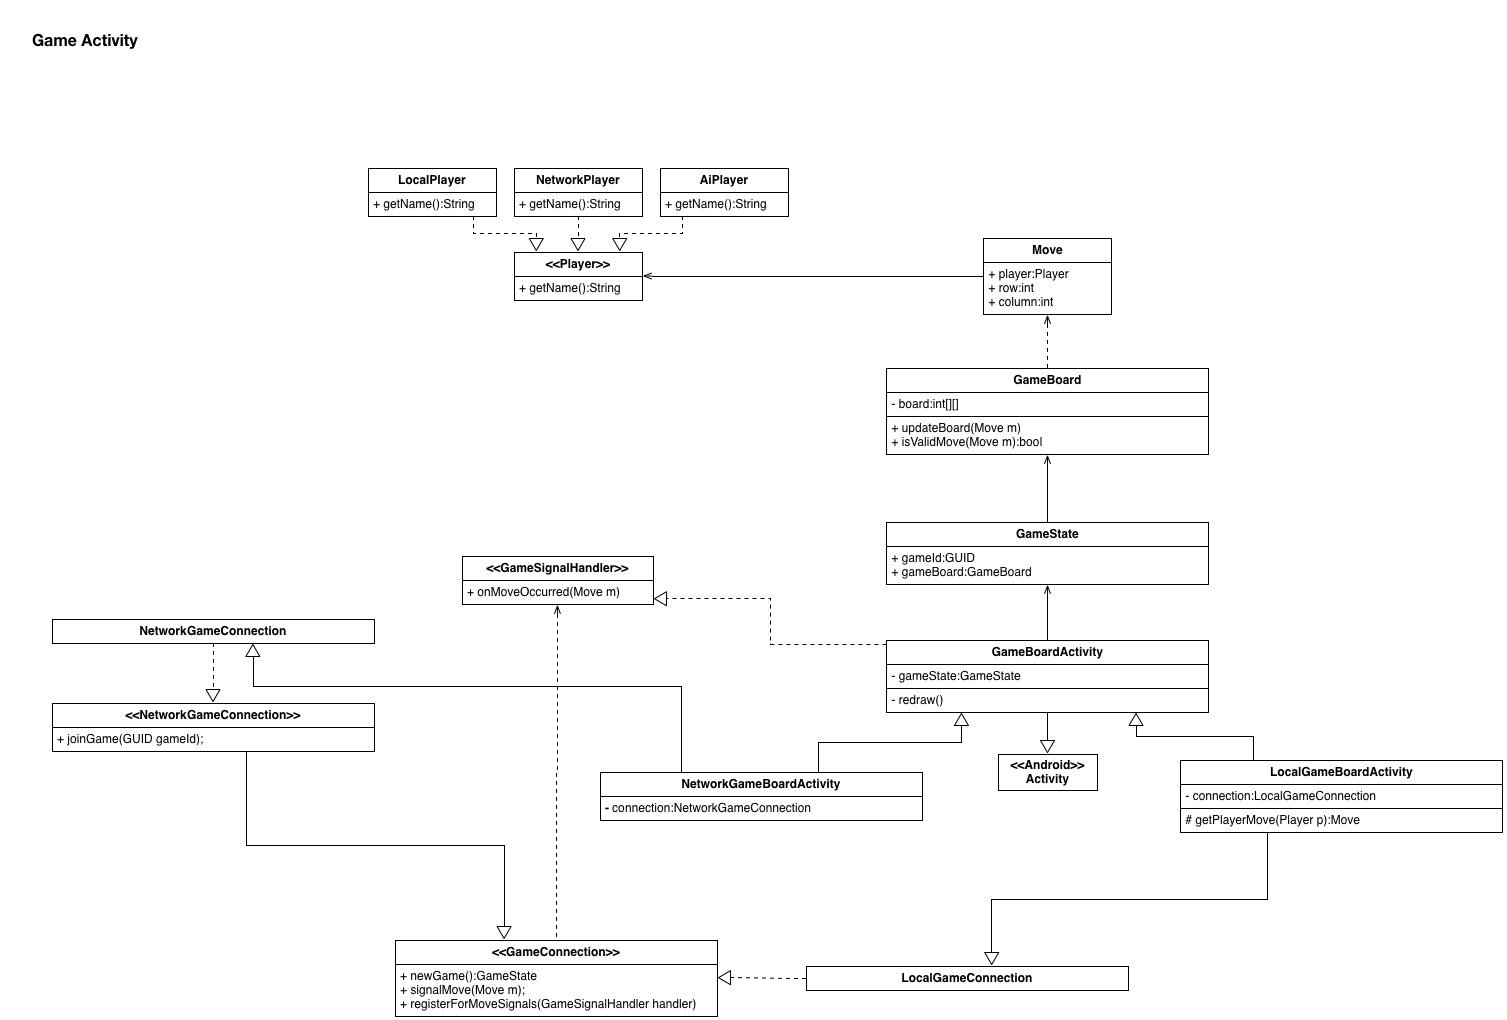 Game Activity
LocalPlayer
+ getName():String
NetworkPlayer
+ getName():String
AiPlayer
+ getName():String
<<Player>>
+ getName():String
Move
+ player:Player
+ row:int
+ column:int
GameBoard
- board:int[][]
+ updateBoard(Move m)
+ isValidMove(Move m):bool
GameState
+ gameId:GUID
+ gameBoard:GameBoard
<<GameSignalHandler>>
+ onMoveOccurred(Move m)
NetworkGameConnection
<<NetworkGameConnection>>
+ joinGame(GUID gameId);
GameBoardActivity
- gameState:GameState
- redraw()
<<Android>>
Activity
NetworkGameBoardActivity
- connection:NetworkGameConnection
LocalGameBoardActivity
- connection:LocalGameConnection
# getPlayerMove(Player p):Move
<<GameConnection>>
+ newGame():GameState
+ signalMove(Move m);
+ registerForMoveSignals(GameSignalHandler handler)
LocalGameConnection